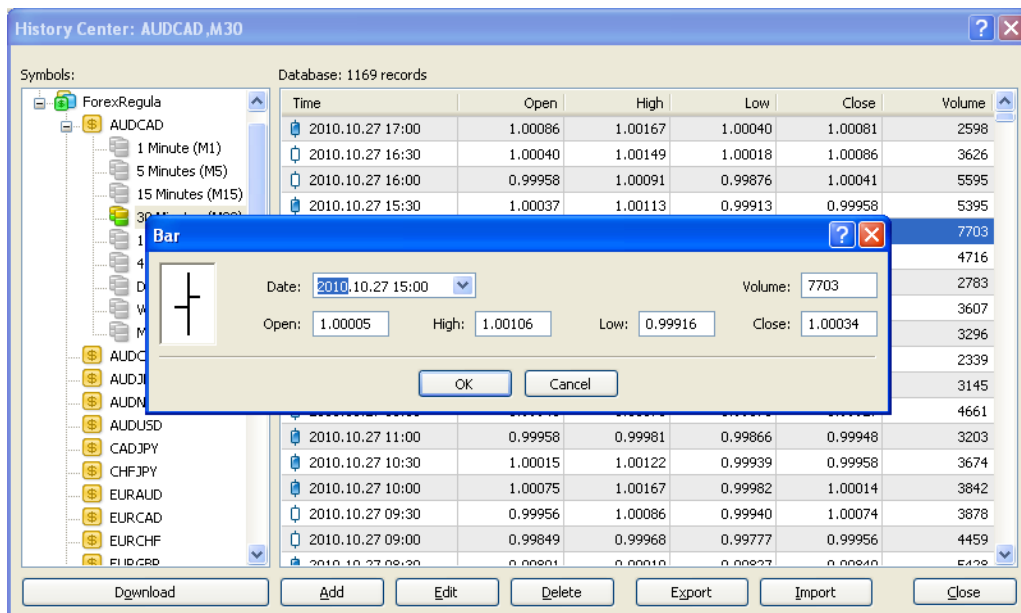 History Center: AUDCAD,M30
Symbols:
Database: 1169 records
ForexRegula
AUDCAD
1 Minute (M1)
5 Minutes (M5)
15 Minutes (M15)
AUDUSD
CADJPY
CHFJPY
EURAUD
EURCAD
EURCHF
EURGBP
Time Open High Low Close Volume
2010.10.27 17:00 1.00086 1.00167 1.00040 1.00081 2598
2010.10.27 16:30 1.00040 1.00149 1.00018 1.00086 3626
2010.10.27 16:00 0.99958 1.00091 0.99876 1.00041 5595
2010.10.27 15:30 1.00037 1.00113 0.99913 0.99958 5395
7703
4716
2783
3607
3296
2339
3145
4661
2010.10.27 11:00 0.99958 0.99981 0.99866 0.99948 3203
2010.10.27 10:30 1.00015 1.00122 0.99939 0.99958 3674
2010.10.27 10:00 1.00075 1.00167 0.99982 1.00014 3842
2010.10.27 09:30 0.99956 1.00086 0.99940 1.00074 3878
2010.10.27 09:00 0.99849 0.99968 0.99777 0.99956 4459
Bar
Date: 2010.10.27 15:00 Volume: 7703
Open: 1.00005 High: 1.00106 Low: 0.99916 Close: 1.00034
OK Cancel
Download Add Edit Delete Export Import Close